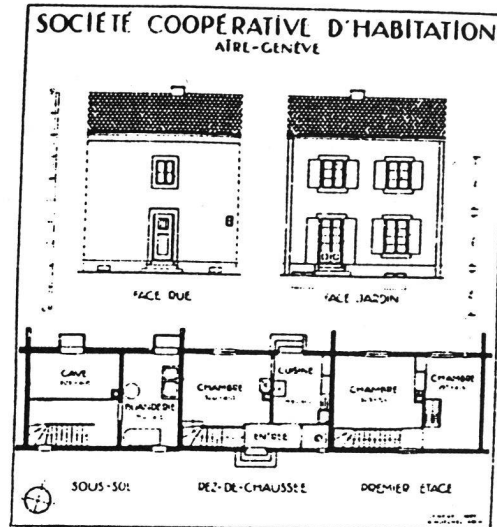 SOCIÉTÉ COOPÉRATIVE D'HABITATION
AÏRE-GENÈVE
FACE RUE
FACE JARDIN
CAVE
BUANDERIE
CHAMBRE
CUISINE
ENTRÉE
CHAMBRE
CHAMBRE
SOUS-SOL
REZ-DE-CHAUSSÉE
PREMIER ÉTAGE